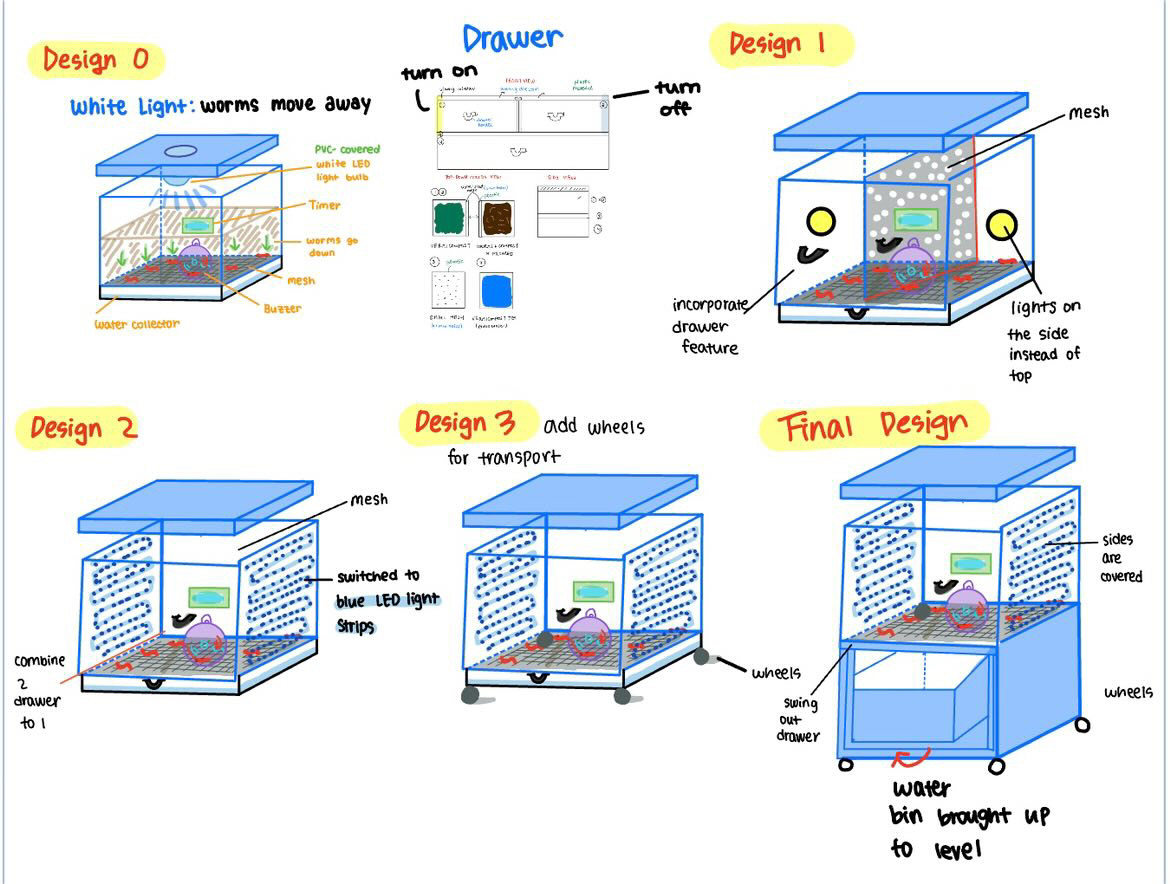 Design 0
White Light: worms move away
PVC-covered
white LED
light bulb
Timer
worms go
down
mesh
Buzzer
water collector
Drawer
turn on
turn
off
Design 1
mesh
incorporate
drawer
feature
lights on
the side
instead of
top
Design 2
mesh
switched to
blue LED light
strips
combine
2
drawer
to 1
Design 3
add wheels
for transport
wheels
Final Design
sides
are
covered
swing
out
drawer
wheels
water
bin brought up
to level